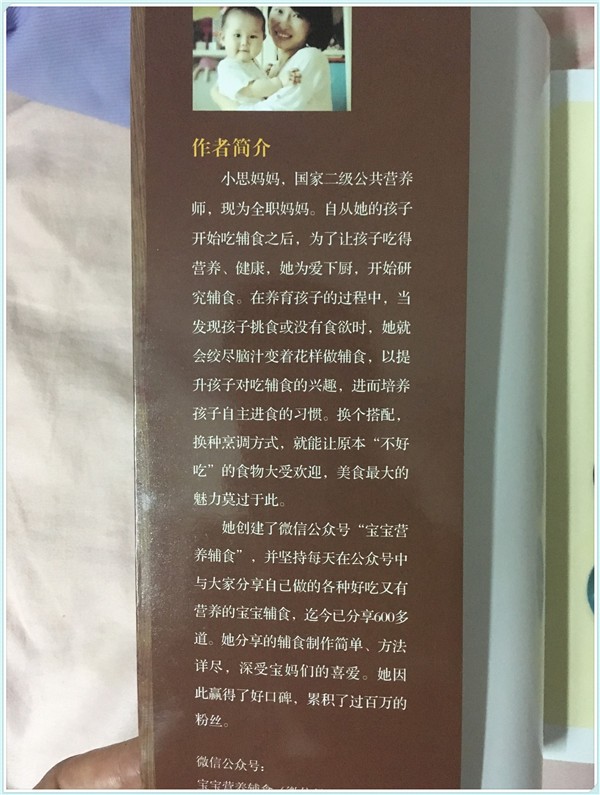 作者简介
小思妈妈，国家二级公共营养
师，现为全职妈妈。自从她的孩子
开始吃辅食之后，为了让孩子吃得
营养、健康，她为爱下厨，开始研
究辅食。在养育孩子的过程中，当
发现孩子挑食或没有食欲时，她就
会绞尽脑汁变着花样做辅食，以提
升孩子对吃辅食的兴趣，进而培养
孩子自主进食的习惯。换个搭配，
换种烹调方式，就能让原本“不好
吃”的食物大受欢迎，美食最大的
魅力莫过于此。
她创建了微信公众号“宝宝营
养辅食”，并坚持每天在公众号中
与大家分享自己做的各种好吃又有
营养的宝宝辅食，迄今已分享600多
道。她分享的辅食制作简单、方法
详尽，深受宝妈们的喜爱。她因
此赢得了好口碑，累积了过百万的
粉丝。
微信公众号：
宝宝营养辅食